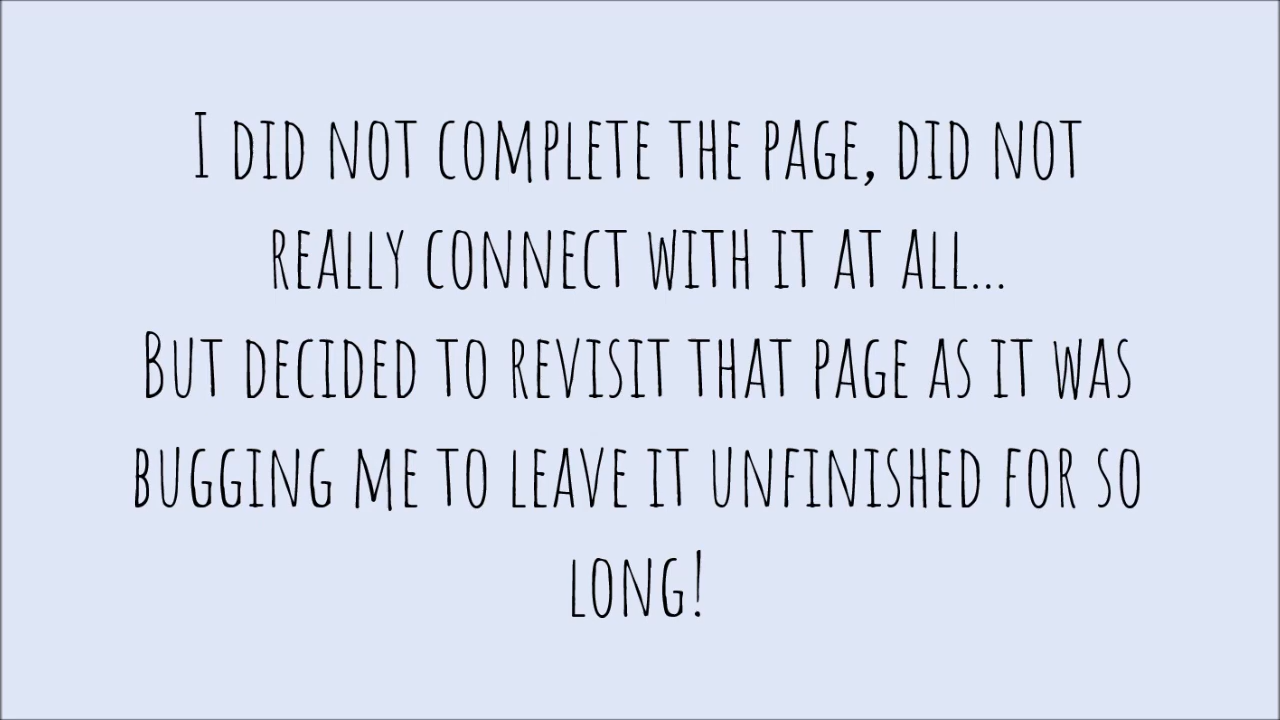 I did not complete the page, did not
really connect with it at all...
But decided to revisit that page as it was
bugging me to leave it unfinished for so
long!